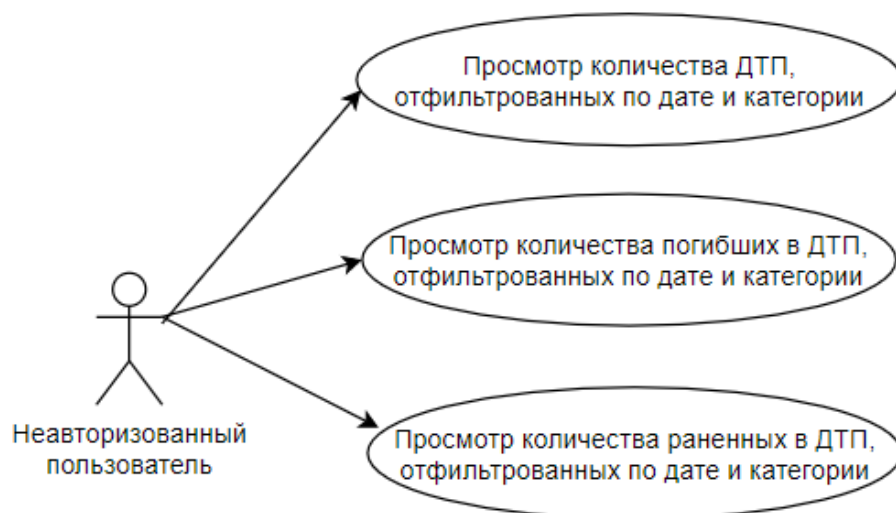 Просмотр количества ДТП,
отфильтрованных по дате и категории
Просмотр количества погибших в ДТП,
отфильтрованных по дате и категории
Неавторизованный
пользователь
Просмотр количества раненных в ДТП,
отфильтрованных по дате и категории